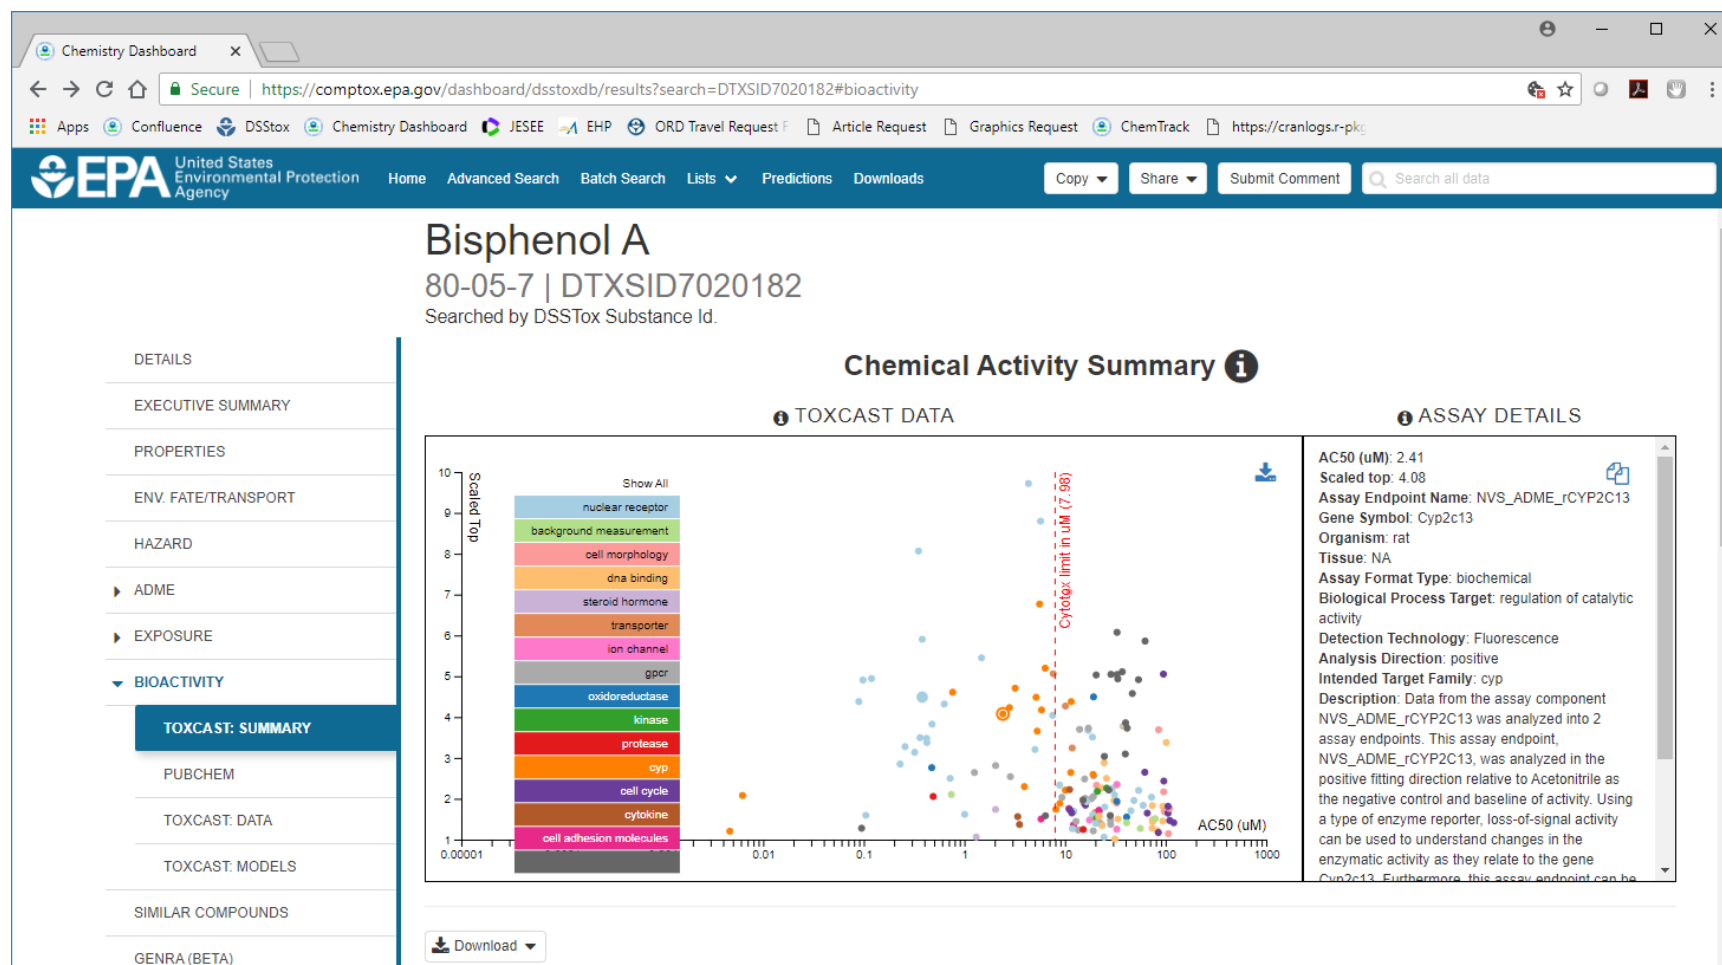 Chemistry Dashboard
Secure | https://comptox.epa.gov/dashboard/dsstoxdb/results?search=DTXSID7020182#bioactivity
Apps Confluence DSStox Chemistry Dashboard JESEE EHP ORD Travel Request F Article Request Graphics Request ChemTrack https://cranlogs.r-pkg
EPA United States
Environmental Protection
Agency
Home Advanced Search Batch Search Lists Predictions Downloads Copy Share Submit Comment Search all data
Bisphenol A
80-05-7 | DTXSID7020182
Searched by DSSTox Substance Id.
DETAILS
EXECUTIVE SUMMARY
PROPERTIES
ENV. FATE/TRANSPORT
HAZARD
ADME
EXPOSURE
BIOACTIVITY
TOXCAST: SUMMARY
PUBCHEM
TOXCAST: DATA
TOXCAST: MODELS
SIMILAR COMPOUNDS
GENRA (BETA)
Chemical Activity Summary
TOXCAST DATA
10
9
8
7
6
5
4
3
2
1
Scaled Top
Show All
nuclear receptor
background measurement
cell morphology
dna binding
steroid hormone
transporter
ion channel
gpcr
oxidoreductase
kinase
protease
cyp
cell cycle
cytokine
cell adhesion molecules
Cytotox limit in uM (7.98)
AC50 (uM)
0.00001 0.01 0.1 1 10 100 1000
ASSAY DETAILS
AC50 (uM): 2.41
Scaled top: 4.08
Assay Endpoint Name: NVS_ADME_rCYP2C13
Gene Symbol: Cyp2c13
Organism: rat
Tissue: NA
Assay Format Type: biochemical
Biological Process Target: regulation of catalytic
activity
Detection Technology: Fluorescence
Analysis Direction: positive
Intended Target Family: cyp
Description: Data from the assay component
NVS_ADME_rCYP2C13 was analyzed into 2
assay endpoints. This assay endpoint,
NVS_ADME_rCYP2C13, was analyzed in the
positive fitting direction relative to Acetonitrile as
the negative control and baseline of activity. Using
a type of enzyme reporter, loss-of-signal activity
can be used to understand changes in the
enzymatic activity as they relate to the gene
Cyp2c13. Furthermore, this assay endpoint can be
Download